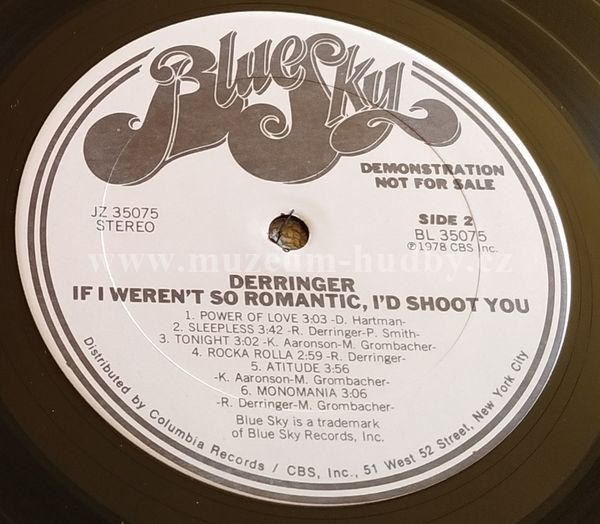 Blue Sky
DEMONSTRATION
NOT FOR SALE
JZ 35075
STEREO
SIDE 2
BL 35075
℗ 1978 CBS Inc.
www.muzeum-hudby.cz
DERRINGER
IF I WEREN'T SO ROMANTIC, I'D SHOOT YOU
1. POWER OF LOVE 3:03 -D. Hartman-
2. SLEEPLESS 3:42 -R. Derringer-P. Smith-
3. TONIGHT 3:02 -K. Aaronson-M. Grombacher-
4. ROCKA ROLLA 2:59 -R. Derringer-
5. ATITUDE 3:56
-K. Aaronson-M. Grombacher-
6. MONOMANIA 3:06
-R. Derringer-M. Grombacher-
Blue Sky is a trademark
of Blue Sky Records, Inc.
Distributed by Columbia Records / CBS, Inc., 51 West 52 Street, New York City